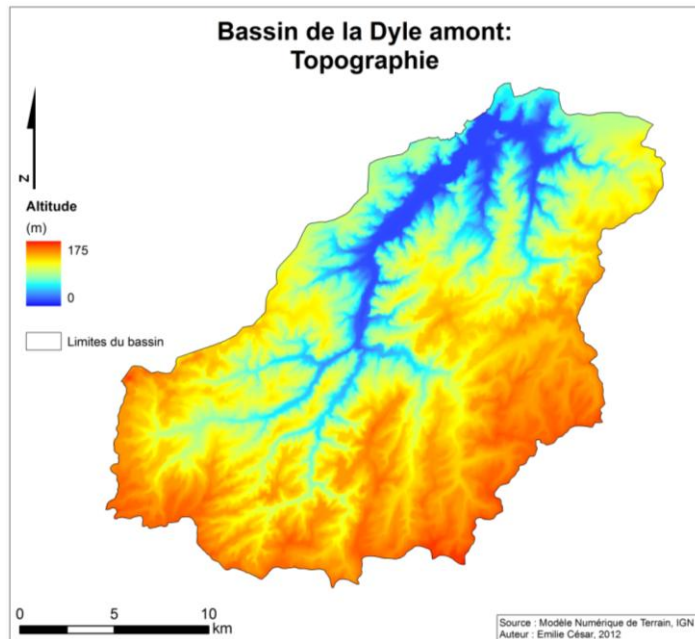 Bassin de la Dyle amont:
Topographie
N
Altitude
(m)
175
0
Limites du bassin
0 5 10
km
Source : Modèle Numérique de Terrain, IGN
Auteur : Emilie César, 2012